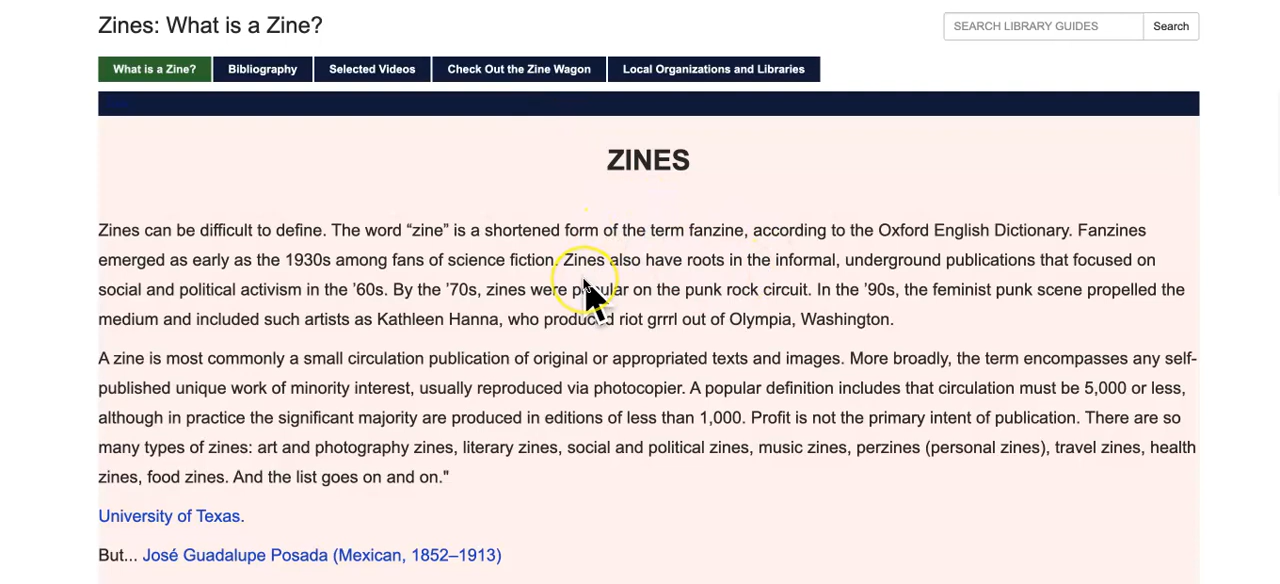 Zines: What is a Zine?
SEARCH LIBRARY GUIDES
Search
What is a Zine?
Bibliography
Selected Videos
Check Out the Zine Wagon
Local Organizations and Libraries
ZINES
Zines can be difficult to define. The word “zine” is a shortened form of the term fanzine, according to the Oxford English Dictionary. Fanzines
emerged as early as the 1930s among fans of science fiction. Zines also have roots in the informal, underground publications that focused on
social and political activism in the ’60s. By the ’70s, zines were popular on the punk rock circuit. In the ’90s, the feminist punk scene propelled the
medium and included such artists as Kathleen Hanna, who produced riot grrrl out of Olympia, Washington.
A zine is most commonly a small circulation publication of original or appropriated texts and images. More broadly, the term encompasses any self-
published unique work of minority interest, usually reproduced via photocopier. A popular definition includes that circulation must be 5,000 or less,
although in practice the significant majority are produced in editions of less than 1,000. Profit is not the primary intent of publication. There are so
many types of zines: art and photography zines, literary zines, social and political zines, music zines, perzines (personal zines), travel zines, health
zines, food zines. And the list goes on and on."
University of Texas.
But... José Guadalupe Posada (Mexican, 1852–1913)